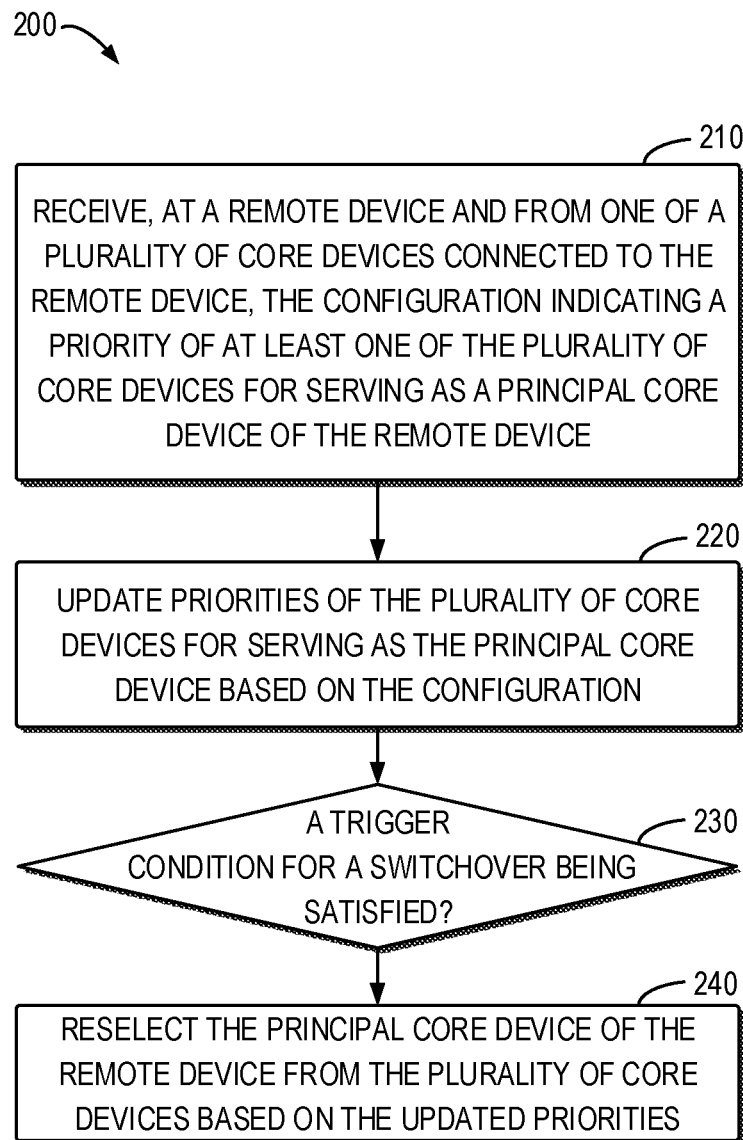 200
210
RECEIVE, AT A REMOTE DEVICE AND FROM ONE OF A
PLURALITY OF CORE DEVICES CONNECTED TO THE
REMOTE DEVICE, THE CONFIGURATION INDICATING A
PRIORITY OF AT LEAST ONE OF THE PLURALITY OF
CORE DEVICES FOR SERVING AS A PRINCIPAL CORE
DEVICE OF THE REMOTE DEVICE
220
UPDATE PRIORITIES OF THE PLURALITY OF CORE
DEVICES FOR SERVING AS THE PRINCIPAL CORE
DEVICE BASED ON THE CONFIGURATION
230
A TRIGGER
CONDITION FOR A SWITCHOVER BEING
SATISFIED?
240
RESELECT THE PRINCIPAL CORE DEVICE OF THE
REMOTE DEVICE FROM THE PLURALITY OF CORE
DEVICES BASED ON THE UPDATED PRIORITIES